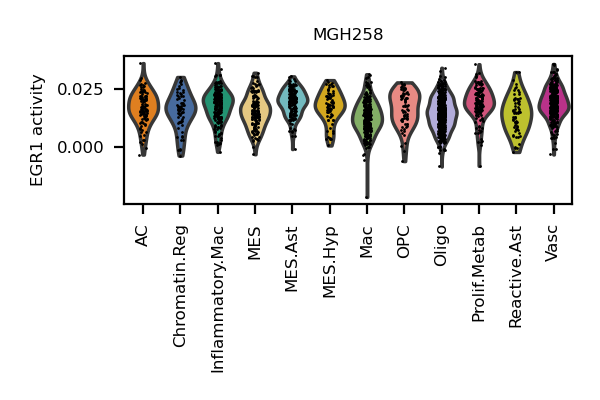 MGH258
EGR1 activity
0.025
0.000
AC
Chromatin.Reg
Inflammatory.Mac
MES
MES.Ast
MES.Hyp
Mac
OPC
Oligo
Prolif.Metab
Reactive.Ast
Vasc